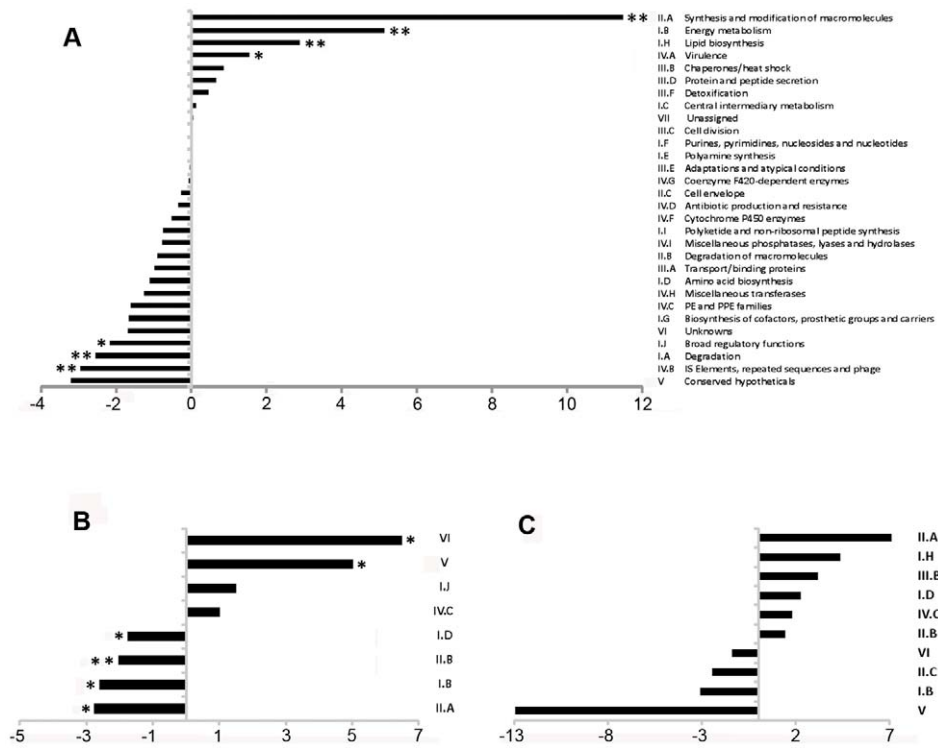 A
** II.A Synthesis and modification of macromolecules
** I.B Energy metabolism
** I.H Lipid biosynthesis
* IV.A Virulence
III.B Chaperones/heat shock
III.D Protein and peptide secretion
III.F Detoxification
I.C Central intermediary metabolism
VII Unassigned
III.C Cell division
I.F Purines, pyrimidines, nucleosides and nucleotides
I.E Polyamine synthesis
III.E Adaptations and atypical conditions
IV.G Coenzyme F420-dependent enzymes
II.C Cell envelope
IV.D Antibiotic production and resistance
IV.F Cytochrome P450 enzymes
I.I Polyketide and non-ribosomal peptide synthesis
IV.I Miscellaneous phosphatases, lyases and hydrolases
II.B Degradation of macromolecules
III.A Transport/binding proteins
I.D Amino acid biosynthesis
IV.H Miscellaneous transferases
IV.C PE and PPE families
I.G Biosynthesis of cofactors, prosthetic groups and carriers
VI Unknowns
* I.J Broad regulatory functions
** I.A Degradation
** IV.B IS Elements, repeated sequences and phage
V Conserved hypotheticals
-4 -2 0 2 4 6 8 10 12
B
VI
*
V
*
I.J
IV.C
* I.D
** II.B
* I.B
* II.A
-5 -3 -1 1 3 5 7
C
II.A
I.H
III.B
I.D
IV.C
II.B
VI
II.C
I.B
V
-13 -8 -3 2 7